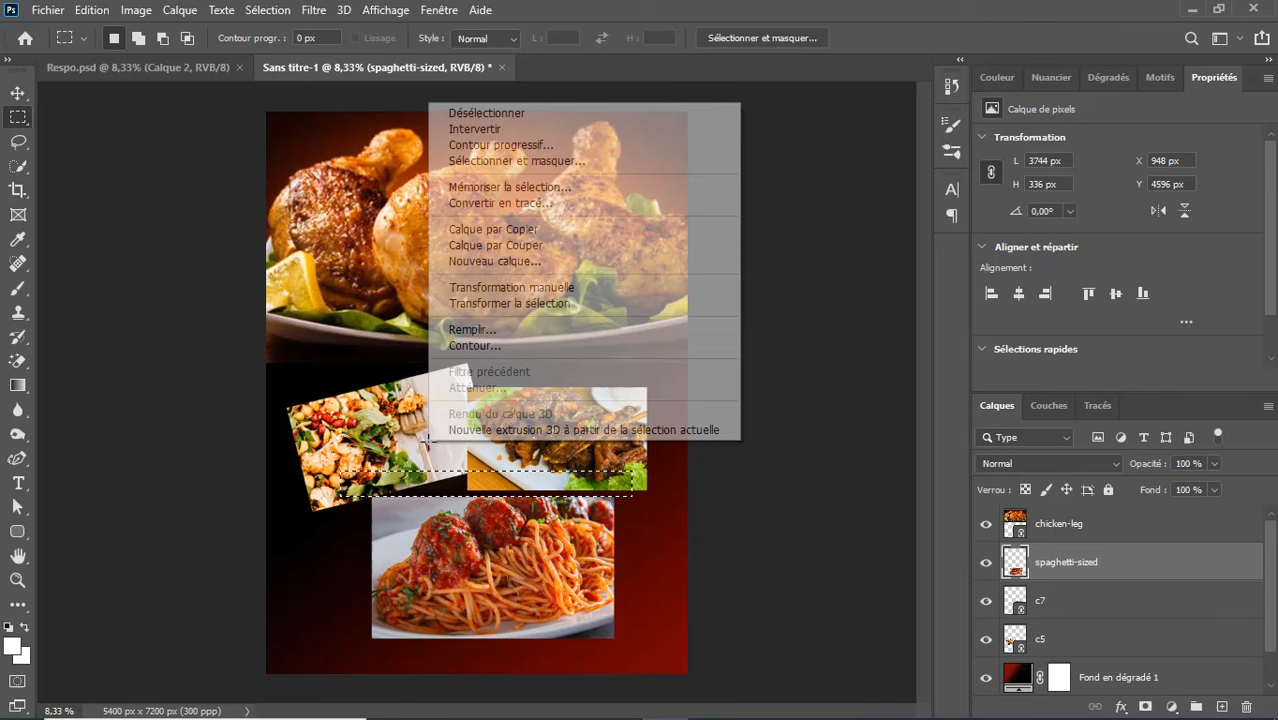 Ps Fichier Edition Image Calque Texte Sélection Filtre 3D Affichage Fenêtre Aide
Contour progr. : 0 px Lissage Style : Normal L : H : Sélectionner et masquer...
Respo.psd @ 8,33% (Calque 2, RVB/8) × Sans titre-1 @ 8,33% (spaghetti-sized, RVB/8) * ×
Désélectionner
Intervertir
Contour progressif...
Sélectionner et masquer...
Mémoriser la sélection...
Convertir en tracé...
Calque par Copier
Calque par Couper
Nouveau calque...
Transformation manuelle
Transformer la sélection
Remplir...
Contour...
Filtre précédent
Atténuer...
Rendu du calque 3D
Nouvelle extrusion 3D à partir de la sélection actuelle
Couleur Nuancier Dégradés Motifs Propriétés
Calque de pixels
Transformation
L 3744 px X 948 px
H 336 px Y 4596 px
0,00°
Aligner et répartir
Alignement :
Sélections rapides
Calques Couches Tracés
Type
Normal Opacité : 100 %
Verrou : Fond : 100 %
chicken-leg
spaghetti-sized
c7
c5
Fond en dégradé 1
fx
8,33 % 5400 px x 7200 px (300 ppp)